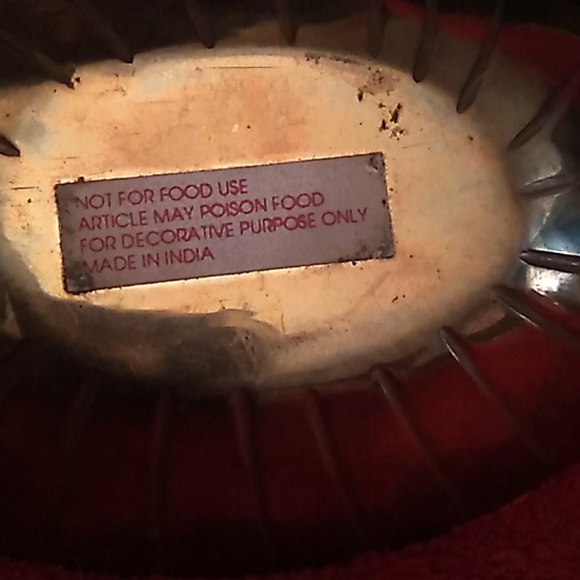 NOT FOR FOOD USE
ARTICLE MAY POISON FOOD
FOR DECORATIVE PURPOSE ONLY
MADE IN INDIA